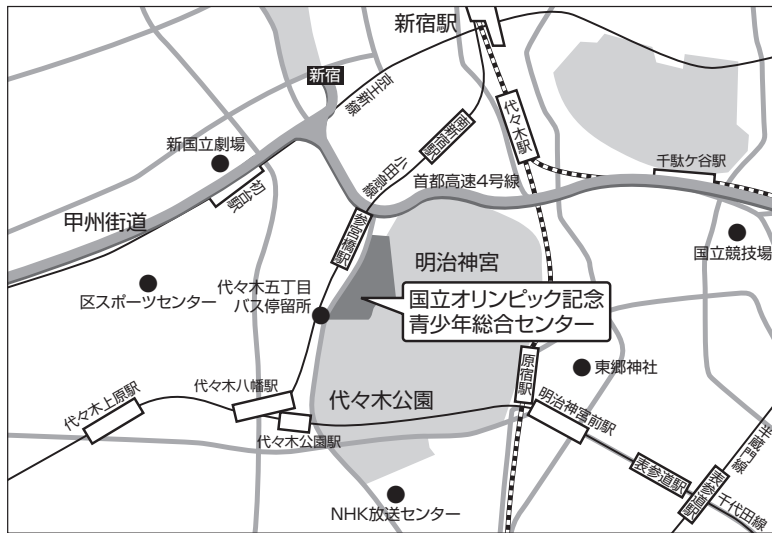 新宿駅
新宿
京王新線
南新宿駅
代々木駅
新国立劇場
初台駅
小田急線
首都高速4号線
千駄ケ谷駅
甲州街道
参宮橋駅
明治神宮
国立競技場
区スポーツセンター
代々木五丁目
バス停留所
国立オリンピック記念
青少年総合センター
原宿駅
東郷神社
代々木上原駅
代々木八幡駅
代々木公園
代々木公園駅
明治神宮前駅
表参道駅
表参道駅
半蔵門線
千代田線
NHK放送センター